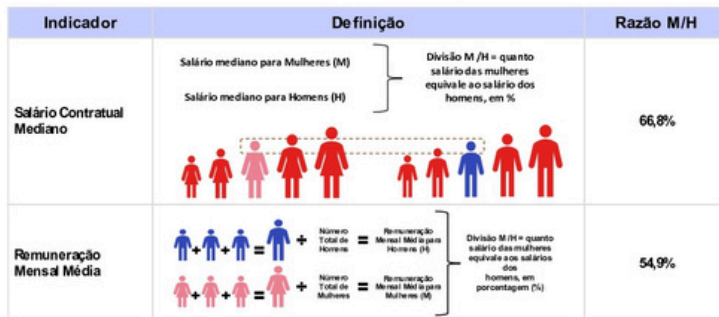 Indicador
Definição
Razão M/H
Salário Contratual
Mediano
Salário mediano para Mulheres (M)
Salário mediano para Homens (H)
Divisão M /H = quanto
salário das mulheres
equivale ao salário dos
homens, em %
66,8%
Remuneração
Mensal Média
+ + = ÷
Número
Total de
Homens
=
Remuneração
Mensal Média para
Homens (H)
+ + = ÷
Número
Total de
Mulheres
=
Remuneração
Mensal Média para
Mulheres (M)
Divisão M/H = quanto
salário das mulheres
equivale aos salários
dos
homens, em
porcentagem (%)
54,9%